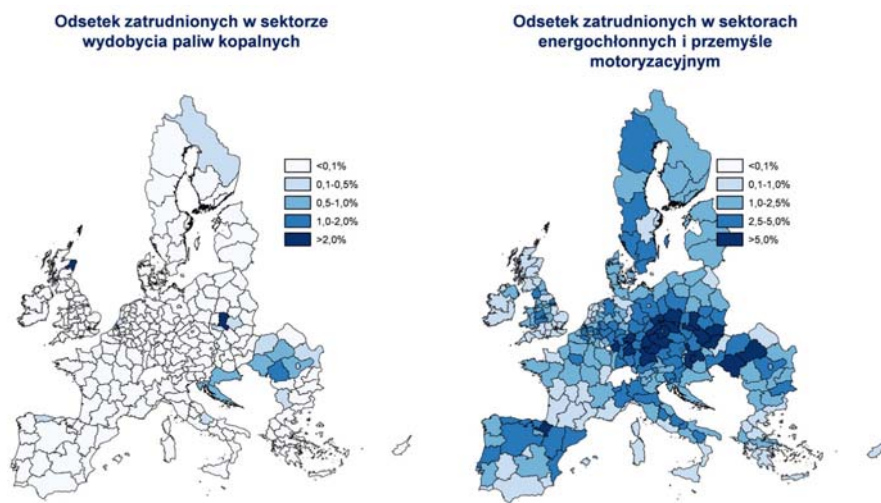 Odsetek zatrudnionych w sektorze
wydobycia paliw kopalnych
<0,1%
0,1-0,5%
0,5-1,0%
1,0-2,0%
>2,0%
Odsetek zatrudnionych w sektorach
energochłonnych i przemyśle
motoryzacyjnym
<0,1%
0,1-1,0%
1,0-2,5%
2,5-5,0%
>5,0%